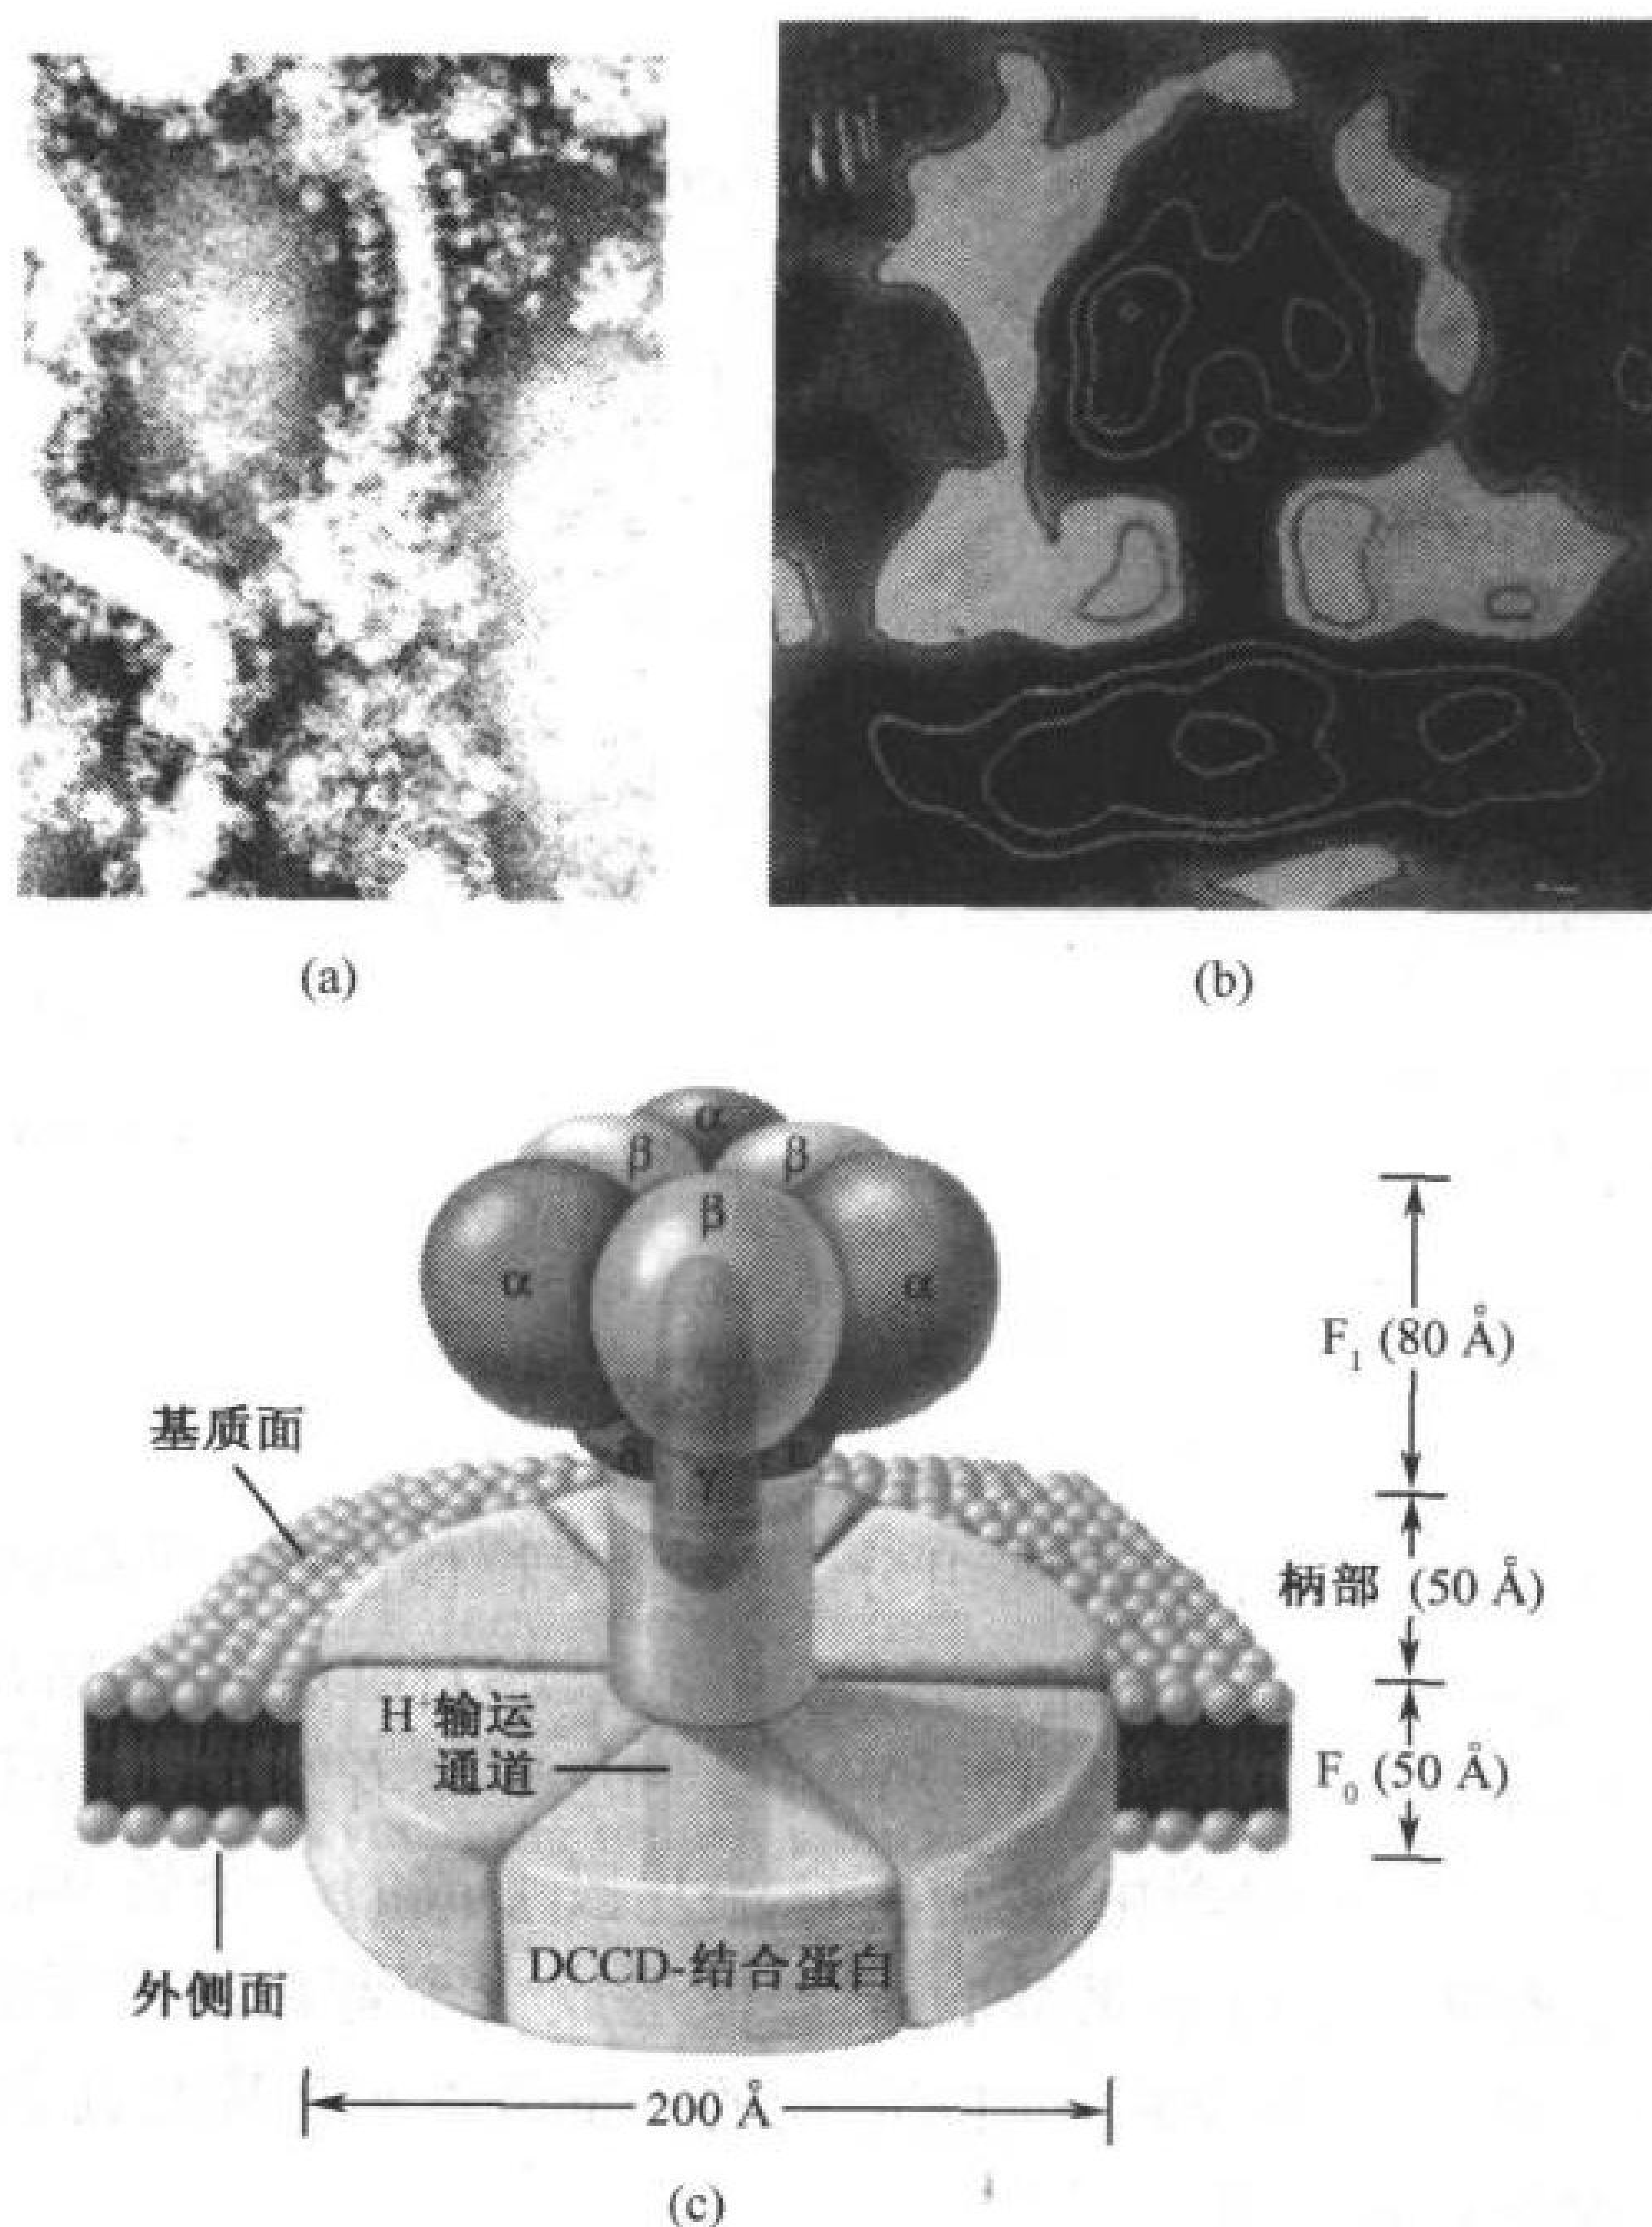 (a)
(b)
α
β
β
β
α
α
F₁ (80 Å)
基质面
δ
ε
γ
柄部 (50 Å)
H⁺输运
通道
F₀ (50 Å)
DCCD-结合蛋白
外侧面
200 Å
(c)